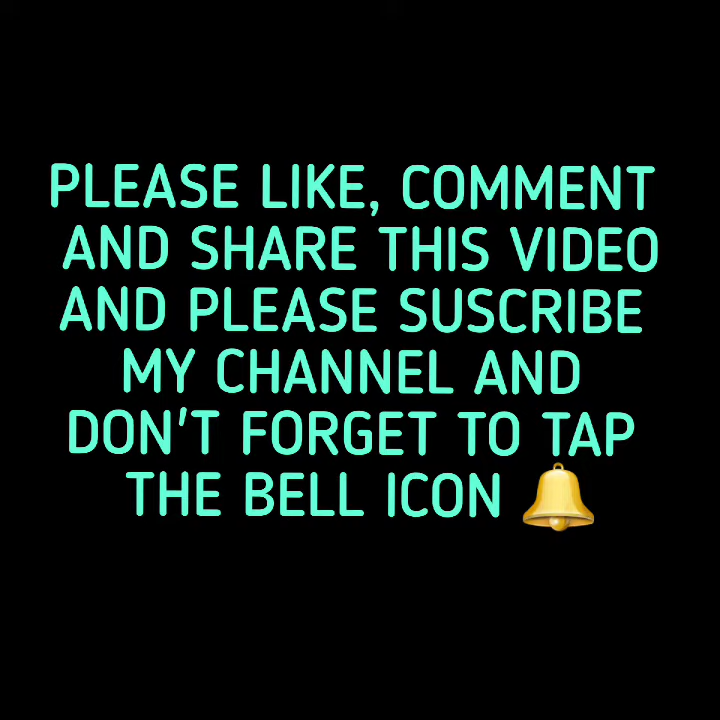 PLEASE LIKE, COMMENT
AND SHARE THIS VIDEO
AND PLEASE SUSCRIBE
MY CHANNEL AND
DON'T FORGET TO TAP
THE BELL ICON 🔔